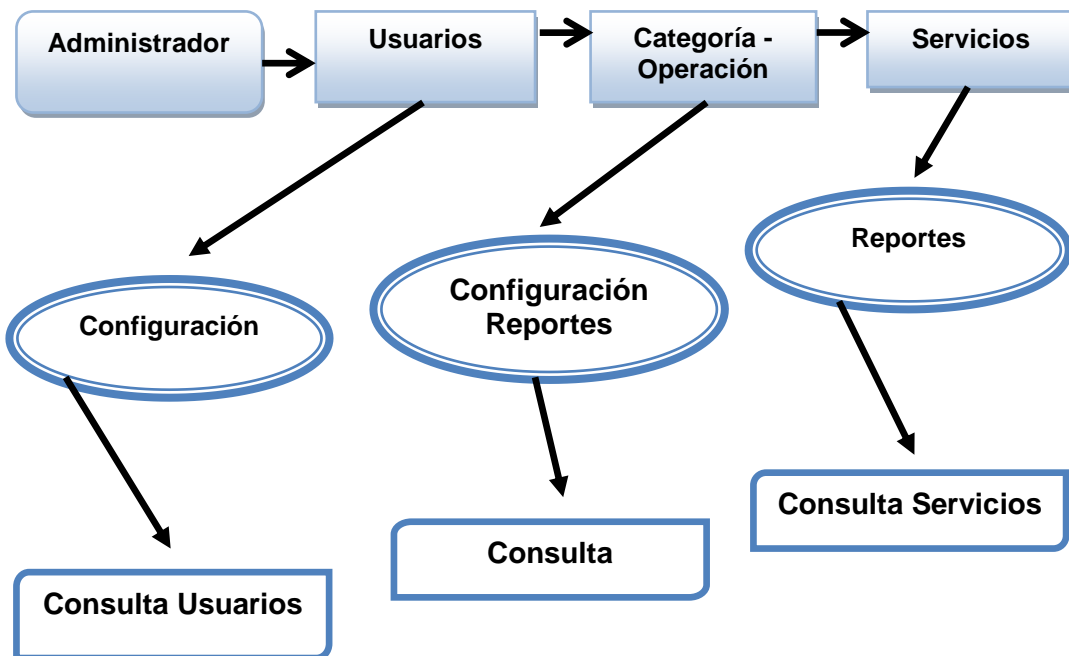 Administrador
Usuarios
Categoría -
Operación
Servicios
Configuración
Configuración
Reportes
Reportes
Consulta Usuarios
Consulta
Consulta Servicios